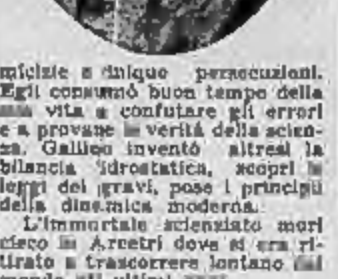 micizie e inique persecuzioni.
Egli consumò buon tempo della
sua vita a confutare gli errori
e a provare le verità della scien-
za. Galileo inventò altresì la
bilancia idrostatica, scoprì le
leggi dei gravi, pose i principii
della dinamica moderna.
L'immortale scienziato morì
cieco in Arcetri dove si era ri-
tirato a trascorrere lontano dal